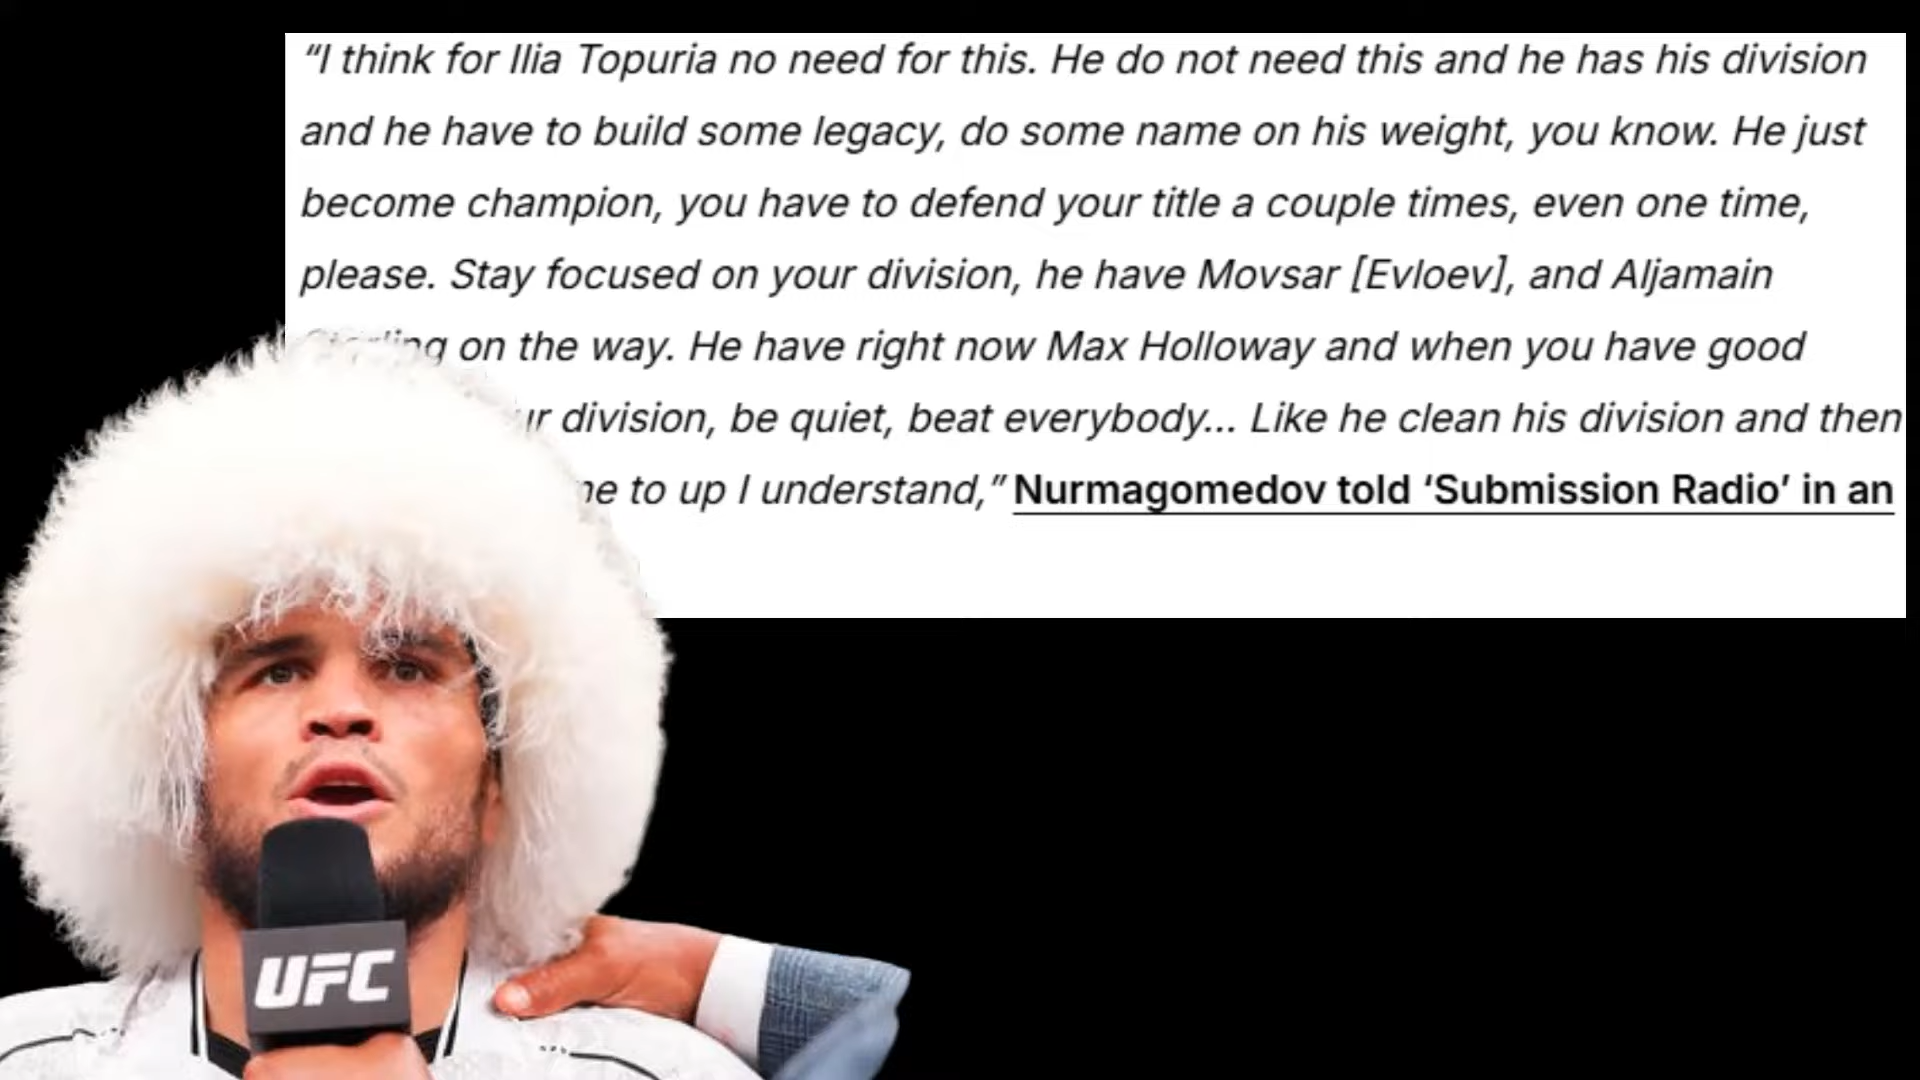 “I think for Ilia Topuria no need for this. He do not need this and he has his division
and he have to build some legacy, do some name on his weight, you know. He just
become champion, you have to defend your title a couple times, even one time,
please. Stay focused on your division, he have Movsar [Evloev], and Aljamain
on the way. He have right now Max Holloway and when you have good
division, be quiet, beat everybody... Like he clean his division and then
to up I understand,” Nurmagomedov told ‘Submission Radio’ in an
UFC